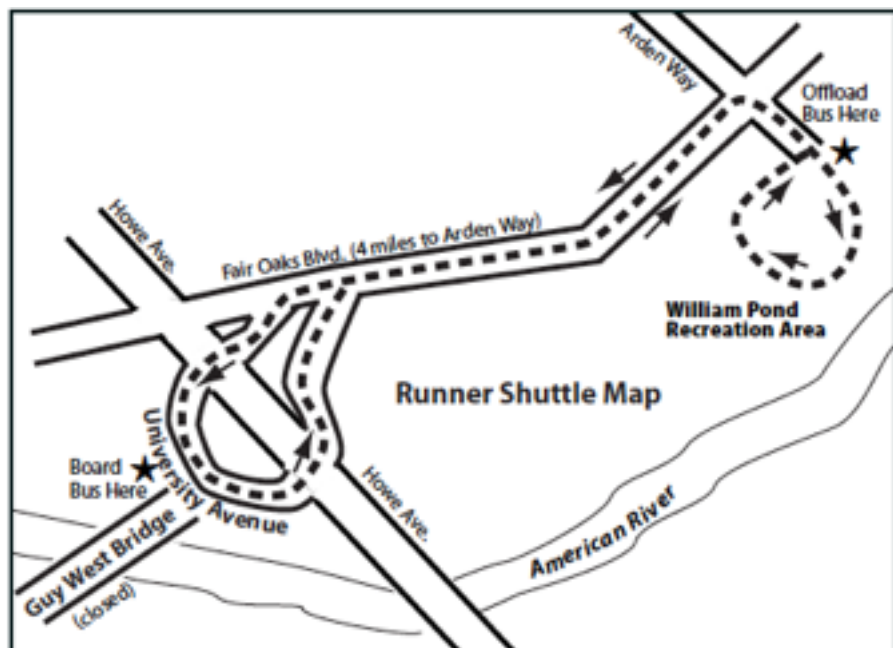 Arden Way
Offload
Bus Here
Howe Ave.
Fair Oaks Blvd. (4 miles to Arden Way)
William Pond
Recreation Area
Runner Shuttle Map
Board
Bus Here
University Avenue
Howe Ave.
American River
Guy West Bridge
(closed)